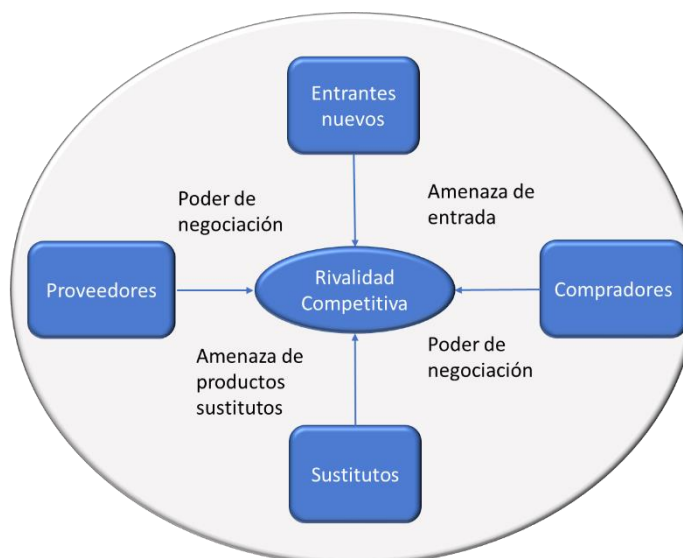 Entrantes
nuevos
Poder de
negociación
Amenaza de
entrada
Proveedores
Rivalidad
Competitiva
Compradores
Amenaza de
productos
sustitutos
Poder de
negociación
Sustitutos